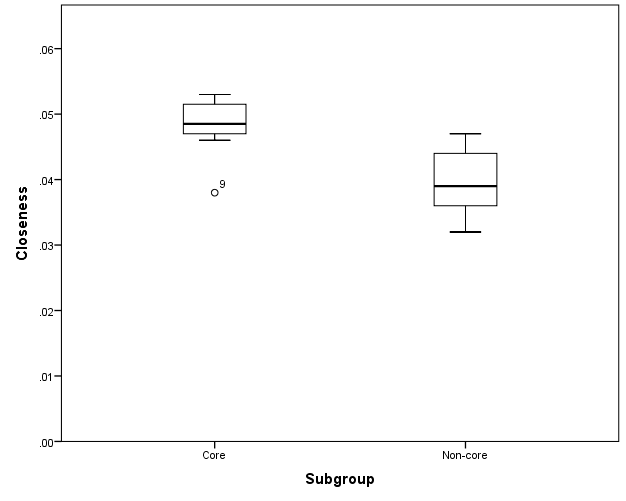 Closeness
.06
.05
.04
.03
.02
.01
.00
9
Core
Non-core
Subgroup